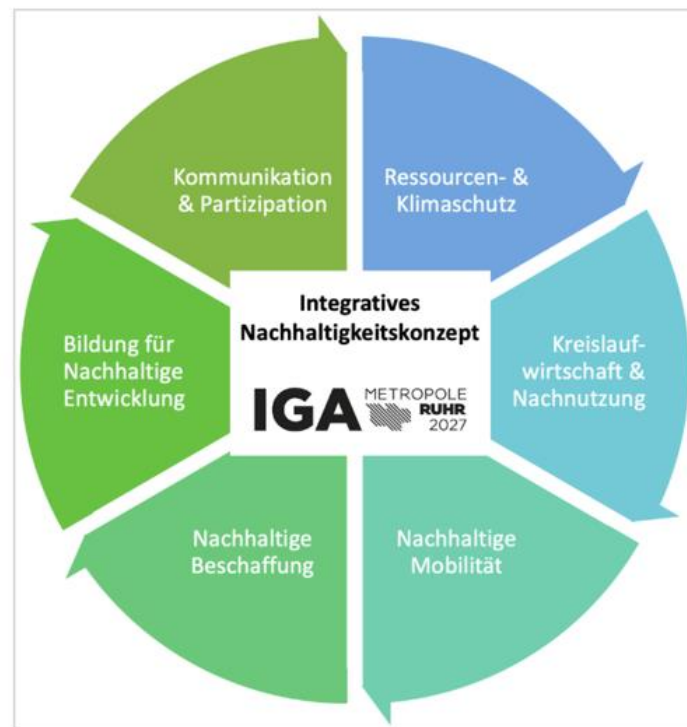 Kommunikation
& Partizipation
Ressourcen- &
Klimaschutz
Integratives
Nachhaltigkeitskonzept
IGA METROPOLE
RUHR
2027
Bildung für
Nachhaltige
Entwicklung
Kreislauf-
wirtschaft &
Nachnutzung
Nachhaltige
Beschaffung
Nachhaltige
Mobilität